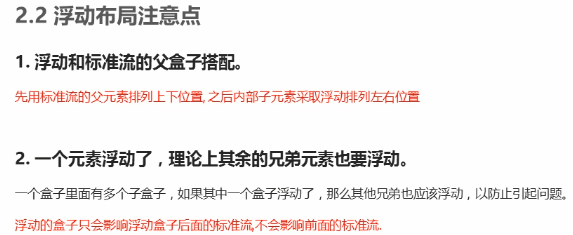 2.2 浮动布局注意点
1. 浮动和标准流的父盒子搭配。
先用标准流的父元素排列上下位置, 之后内部子元素采取浮动排列左右位置
2. 一个元素浮动了，理论上其余的兄弟元素也要浮动。
一个盒子里面有多个子盒子，如果其中一个盒子浮动了，那么其他兄弟也应该浮动，以防止引起问题。
浮动的盒子只会影响浮动盒子后面的标准流,不会影响前面的标准流.